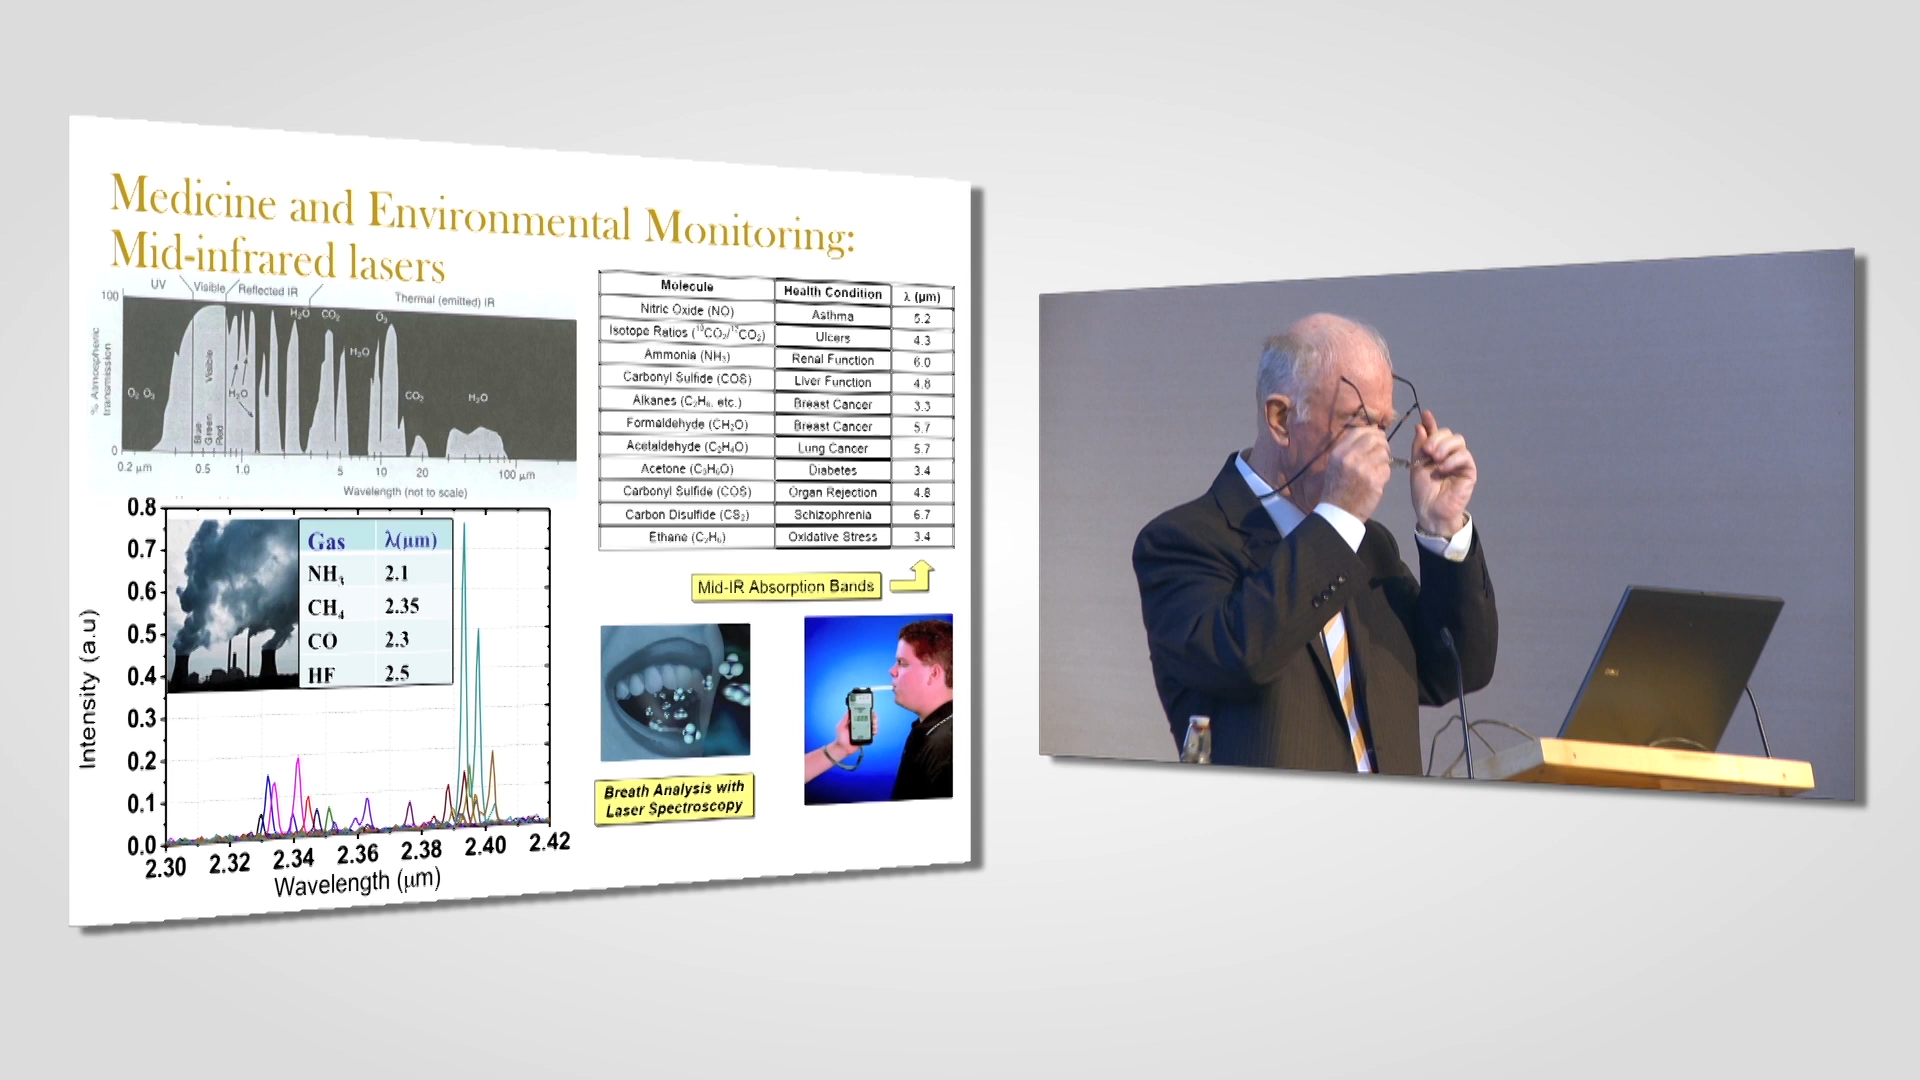 Medicine and Environmental Monitoring:
Mid-infrared lasers
UV
Visible
Reflected IR
Thermal (emitted) IR
100
H₂O
CO₂
O₃
H₂O
% Atmospheric
transmission
Visible
O₂ O₃
H₂O
CO₂
H₂O
Blue
Green
Red
0
0.2 μm
0.5
1.0
5
10
20
100 μm
Wavelength (not to scale)
Molecule Health Condition λ (μm)
Nitric Oxide (NO) Asthma 5.2
Isotope Ratios (¹³CO₂/¹²CO₂) Ulcers 4.3
Ammonia (NH₃) Renal Function 6.0
Carbonyl Sulfide (COS) Liver Function 4.8
Alkanes (C₂H₆, etc.) Breast Cancer 3.3
Formaldehyde (CH₂O) Breast Cancer 5.7
Acetaldehyde (C₂H₄O) Lung Cancer 5.7
Acetone (C₃H₆O) Diabetes 3.4
Carbonyl Sulfide (COS) Organ Rejection 4.8
Carbon Disulfide (CS₂) Schizophrenia 6.7
Ethane (C₂H₆) Oxidative Stress 3.4
Mid-IR Absorption Bands
Breath Analysis with
Laser Spectroscopy
0.8
0.7
0.6
0.5
0.4
0.3
0.2
0.1
0.0
Intensity (a.u)
Gas λ(μm)
NH₃ 2.1
CH₄ 2.35
CO 2.3
HF 2.5
2.30
2.32
2.34
2.36
2.38
2.40
2.42
Wavelength (μm)
DELL